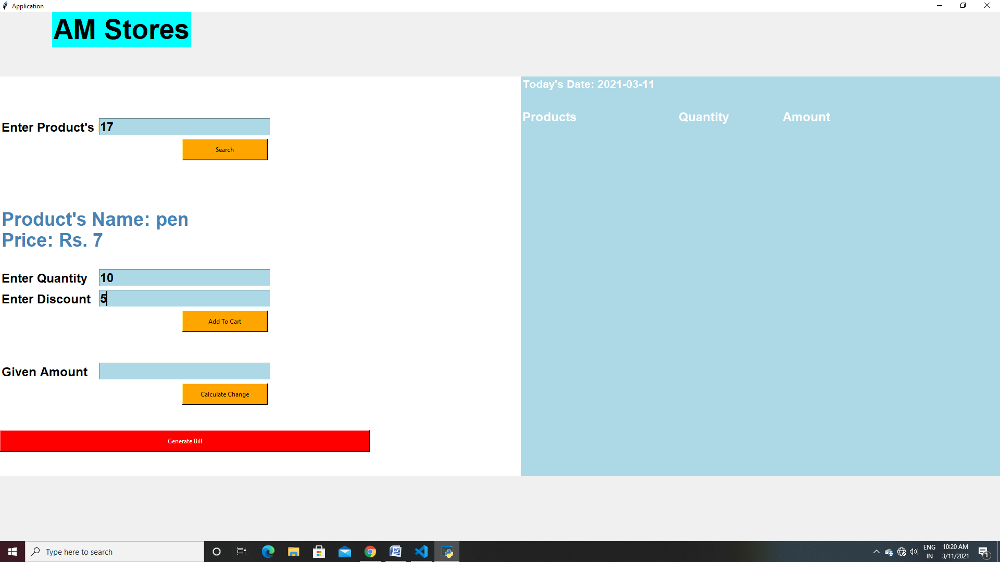 Application
AM Stores
Today's Date: 2021-03-11
Products Quantity Amount
Enter Product's 17
Search
Product's Name: pen
Price: Rs. 7
Enter Quantity 10
Enter Discount 5
Add To Cart
Given Amount
Calculate Change
Generate Bill
Type here to search
ENG
IN
10:20 AM
3/11/2021
1